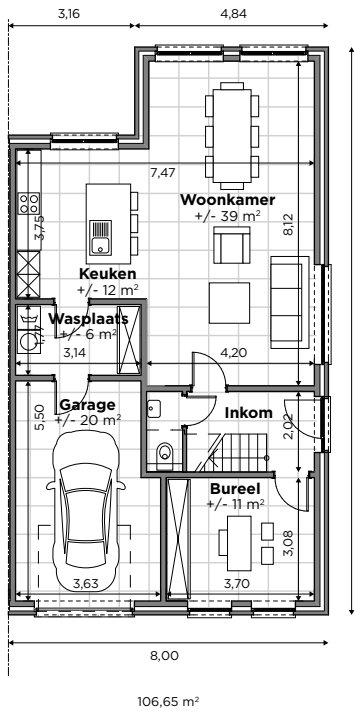 3,16
4,84
7,47
Woonkamer
+/- 39 m²
3,75
8,12
Keuken
+/- 12 m²
Wasplaats
+/- 6 m²
1,77
3,14
4,20
Garage
+/- 20 m²
5,50
Inkom
2,02
Bureel
+/- 11 m²
3,08
3,63
3,70
8,00
106,65 m²